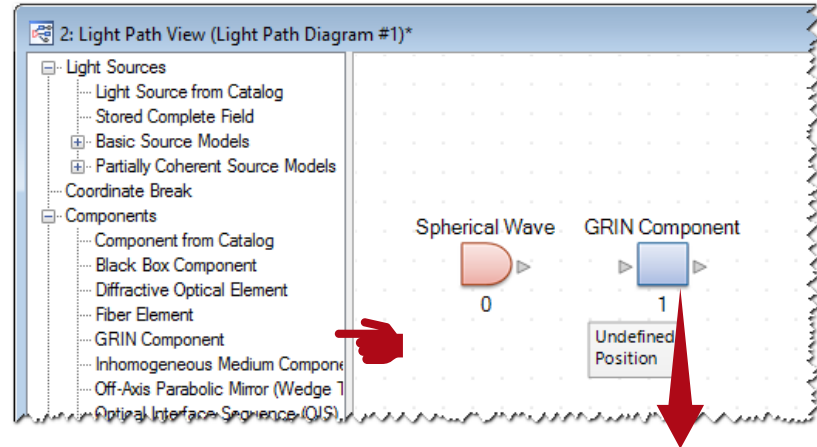 2: Light Path View (Light Path Diagram #1)*
Light Sources
Light Source from Catalog
Stored Complete Field
Basic Source Models
Partially Coherent Source Models
Coordinate Break
Components
Component from Catalog
Black Box Component
Diffractive Optical Element
Fiber Element
GRIN Component
Inhomogeneous Medium Compone
Off-Axis Parabolic Mirror (Wedge T
Optical Interface Sequence (OIS)
Spherical Wave
0
GRIN Component
1
Undefined
Position